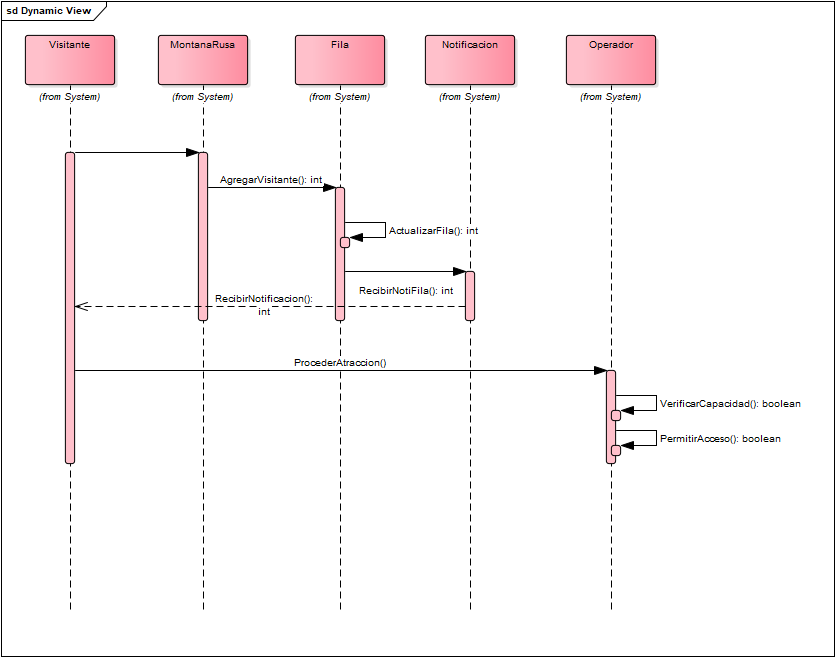 sd Dynamic View
Visitante
MontanaRusa
Fila
Notificacion
Operador
(from System)
(from System)
(from System)
(from System)
(from System)
AgregarVisitante(): int
ActualizarFila(): int
RecibirNotiFila(): int
RecibirNotificacion():
int
ProcederAtraccion()
VerificarCapacidad(): boolean
PermitirAcceso(): boolean